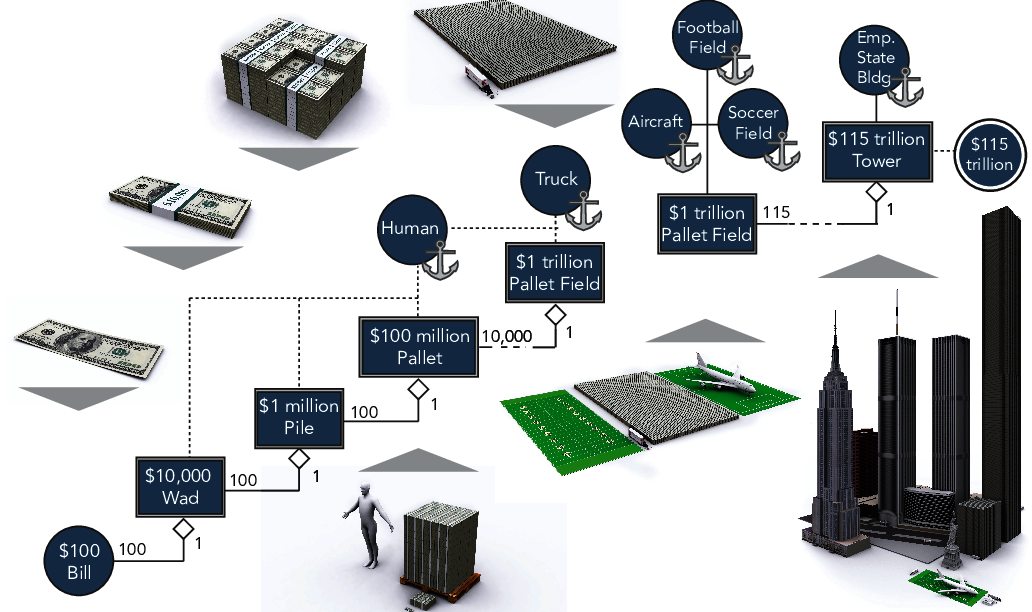 Football
Field
Emp.
State
Bldg
Aircraft
Soccer
Field
$115 trillion
Tower
$115
trillion
Truck
Human
$1 trillion
Pallet Field
115
1
$1 trillion
Pallet Field
$10,000
$100 million
Pallet
10,000
1
$1 million
Pile
100
1
$10,000
Wad
100
1
$100
Bill
100
1